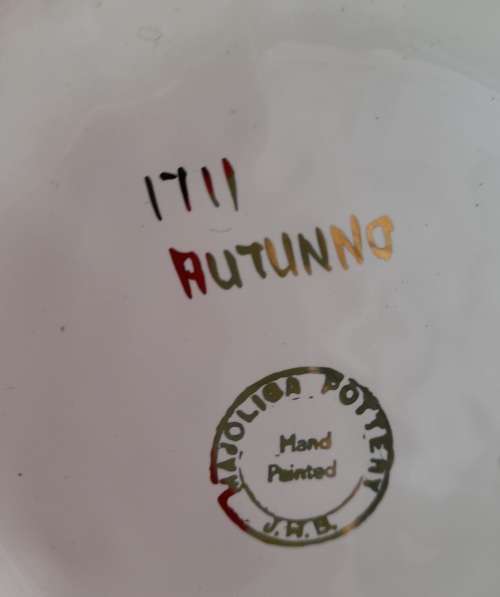 1711
AUTUNNO
MAJOLICA POTTERY
Hand
Painted
J.W.B.